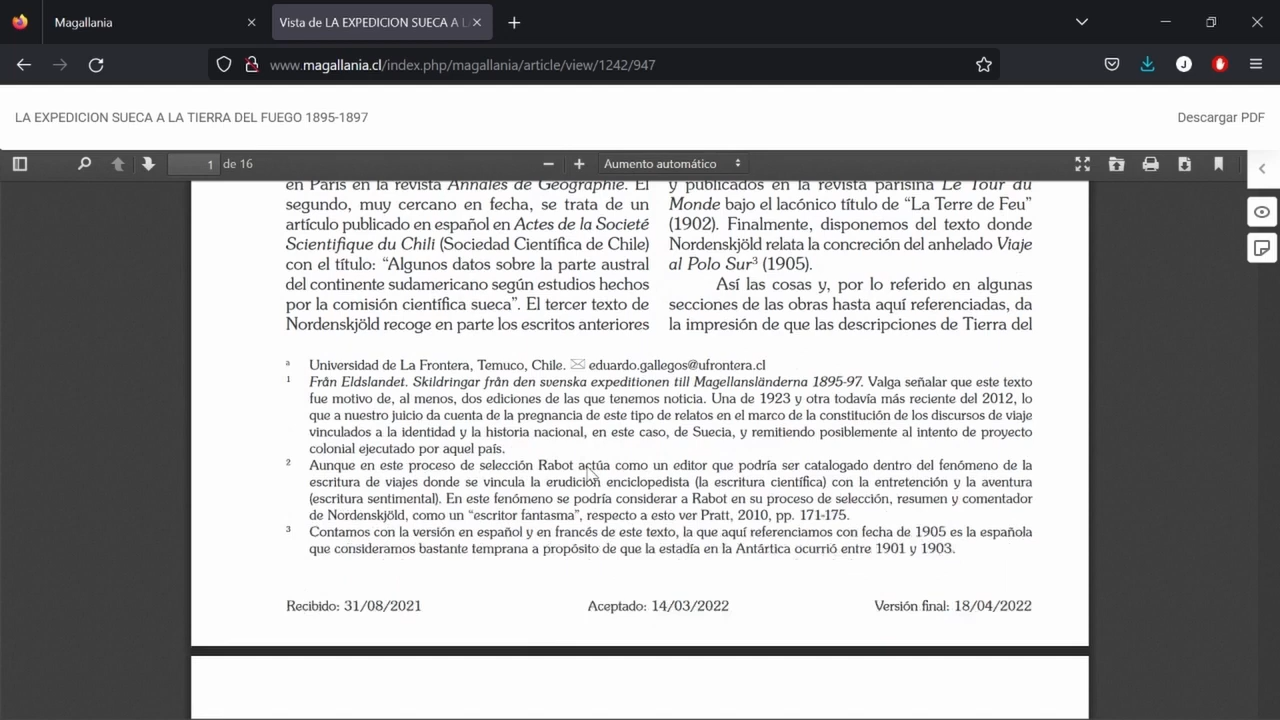 Magallania
Vista de LA EXPEDICION SUECA A L
www.magallania.cl/index.php/magallania/article/view/1242/947
J
LA EXPEDICION SUECA A LA TIERRA DEL FUEGO 1895-1897
Descargar PDF
1 de 16
Aumento automático
en París en la revista Annales de Geographie. El
segundo, muy cercano en fecha, se trata de un
artículo publicado en español en Actes de la Societé
Scientifique du Chili (Sociedad Científica de Chile)
con el título: “Algunos datos sobre la parte austral
del continente sudamericano según estudios hechos
por la comisión científica sueca”. El tercer texto de
Nordenskjöld recoge en parte los escritos anteriores
y publicados en la revista parisina Le Tour du
Monde bajo el lacónico título de “La Terre de Feu”
(1902). Finalmente, disponemos del texto donde
Nordenskjöld relata la concreción del anhelado Viaje
al Polo Sur³ (1905).
Así las cosas y, por lo referido en algunas
secciones de las obras hasta aquí referenciadas, da
la impresión de que las descripciones de Tierra del
ᵃ Universidad de La Frontera, Temuco, Chile. eduardo.gallegos@ufrontera.cl
¹ Från Eldslandet. Skildringar från den svenska expeditionen till Magellansländerna 1895-97. Valga señalar que este texto
fue motivo de, al menos, dos ediciones de las que tenemos noticia. Una de 1923 y otra todavía más reciente del 2012, lo
que a nuestro juicio da cuenta de la pregnancia de este tipo de relatos en el marco de la constitución de los discursos de viaje
vinculados a la identidad y la historia nacional, en este caso, de Suecia, y remitiendo posiblemente al intento de proyecto
colonial ejecutado por aquel país.
² Aunque en este proceso de selección Rabot actúa como un editor que podría ser catalogado dentro del fenómeno de la
escritura de viajes donde se vincula la erudición enciclopedista (la escritura científica) con la entretención y la aventura
(escritura sentimental). En este fenómeno se podría considerar a Rabot en su proceso de selección, resumen y comentador
de Nordenskjöld, como un “escritor fantasma”, respecto a esto ver Pratt, 2010, pp. 171-175.
³ Contamos con la versión en español y en francés de este texto, la que aquí referenciamos con fecha de 1905 es la española
que consideramos bastante temprana a propósito de que la estadía en la Antártica ocurrió entre 1901 y 1903.
Recibido: 31/08/2021
Aceptado: 14/03/2022
Versión final: 18/04/2022